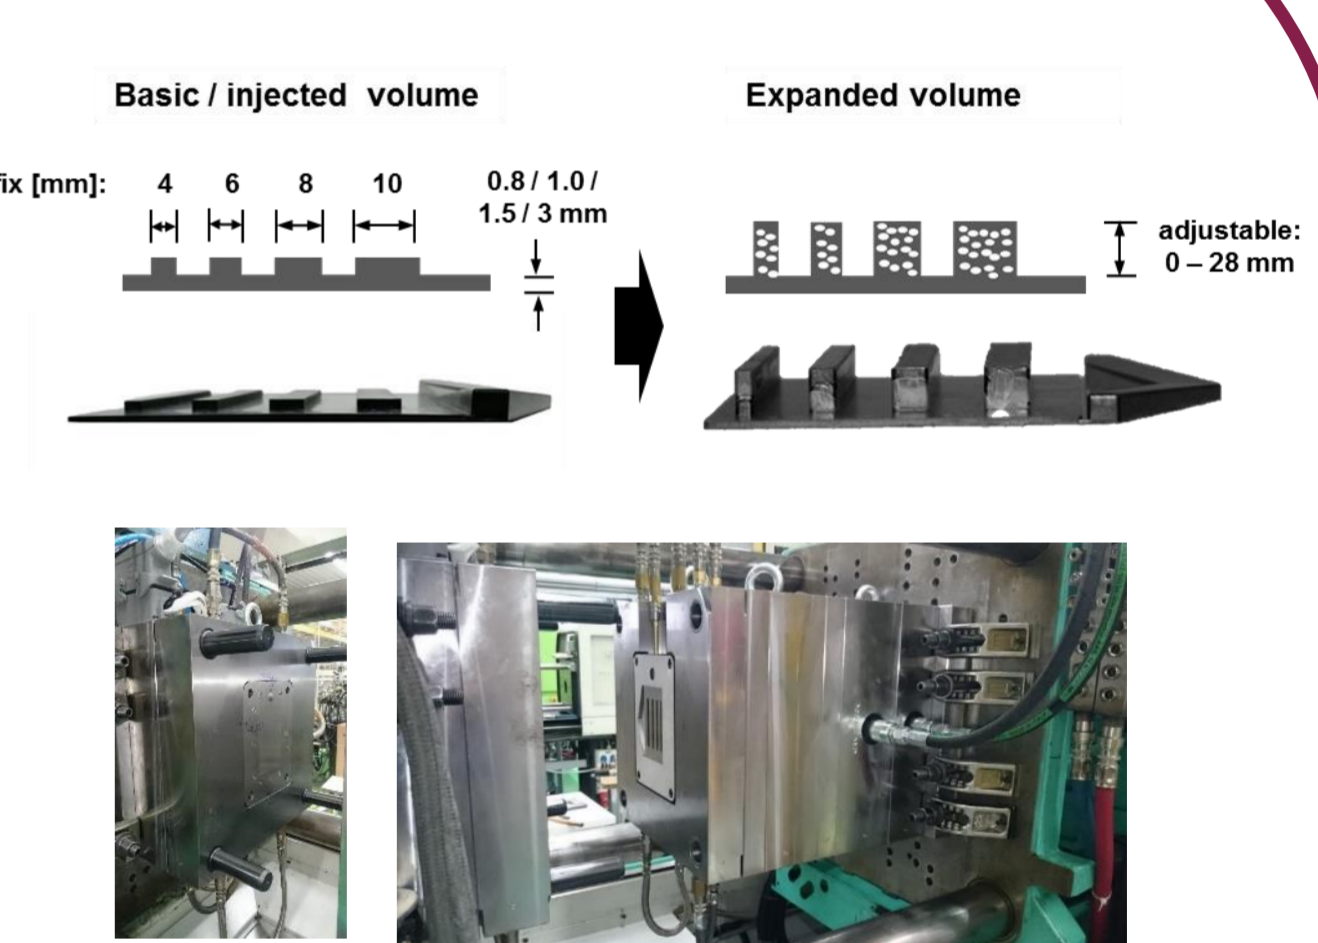 Basic / injected volume
Expanded volume
fix [mm]: 4 6 8 10
0.8 / 1.0 /
1.5 / 3 mm
adjustable:
0 – 28 mm